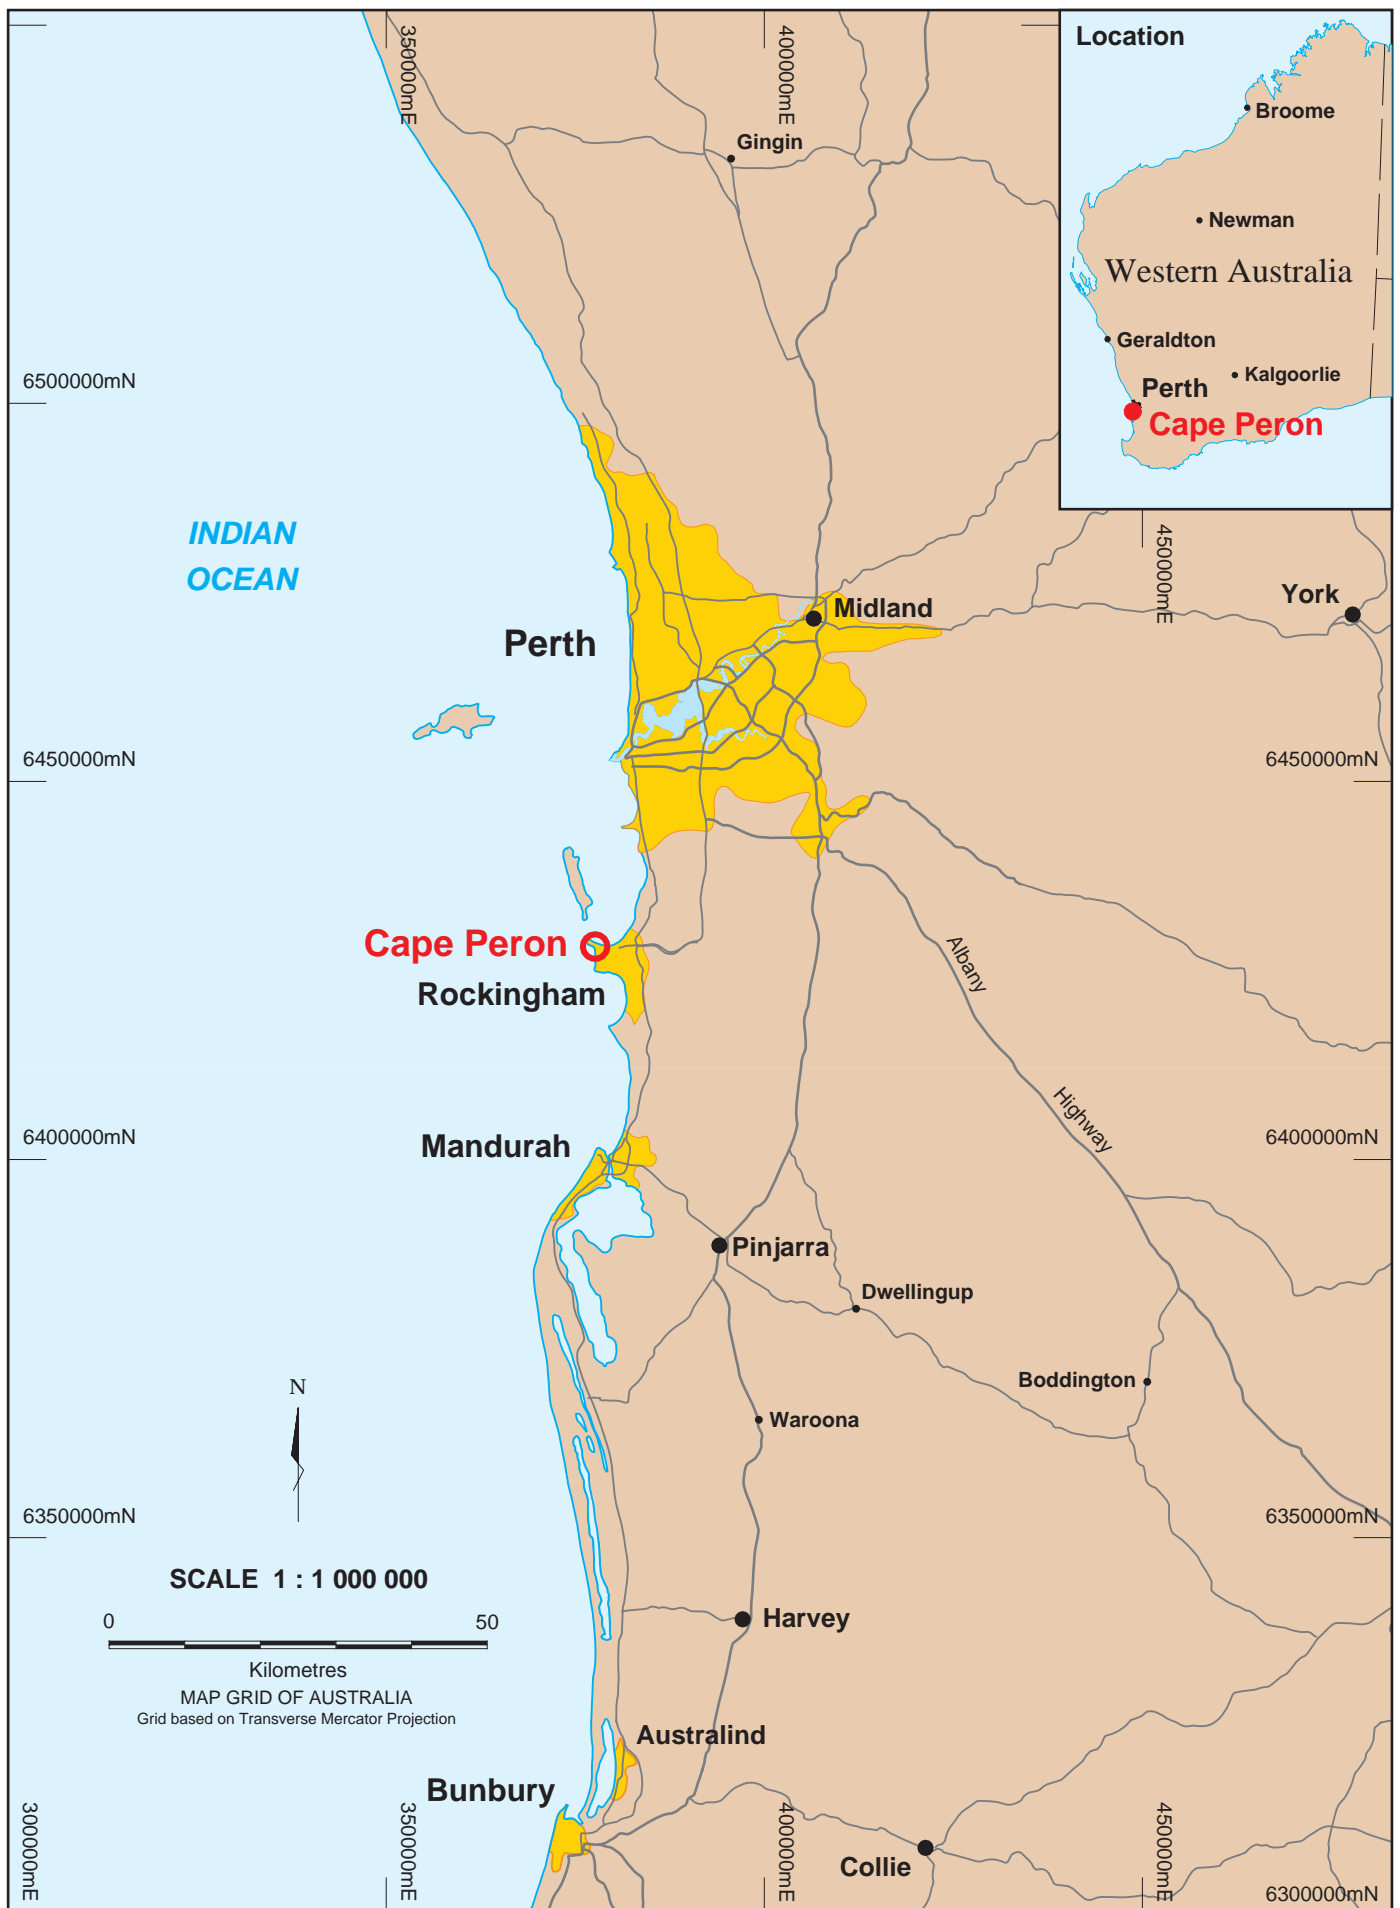 350000mE
400000mE
Location
Broome
Gingin
Newman
Western Australia
Geraldton
Kalgoorlie
Perth
Cape Peron
6500000mN
INDIAN
OCEAN
450000mE
York
Midland
Perth
6450000mN
6450000mN
Cape Peron
Albany
Rockingham
Highway
6400000mN
6400000mN
Mandurah
Pinjarra
Dwellingup
Boddington
N
Waroona
6350000mN
6350000mN
SCALE 1 : 1 000 000
0
50
Harvey
Kilometres
MAP GRID OF AUSTRALIA
Grid based on Transverse Mercator Projection
Australind
Bunbury
300000mE
350000mE
400000mE
450000mE
Collie
6300000mN